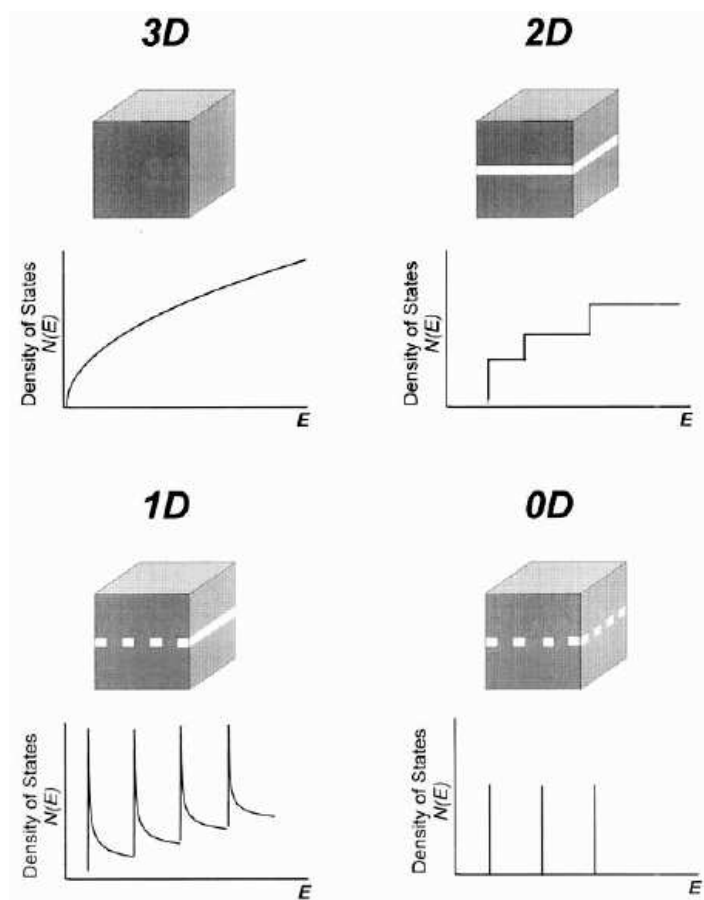 3D
2D
Density of States
N(E)
E
Density of States
N(E)
E
1D
0D
Density of States
N(E)
E
Density of States
N(E)
E